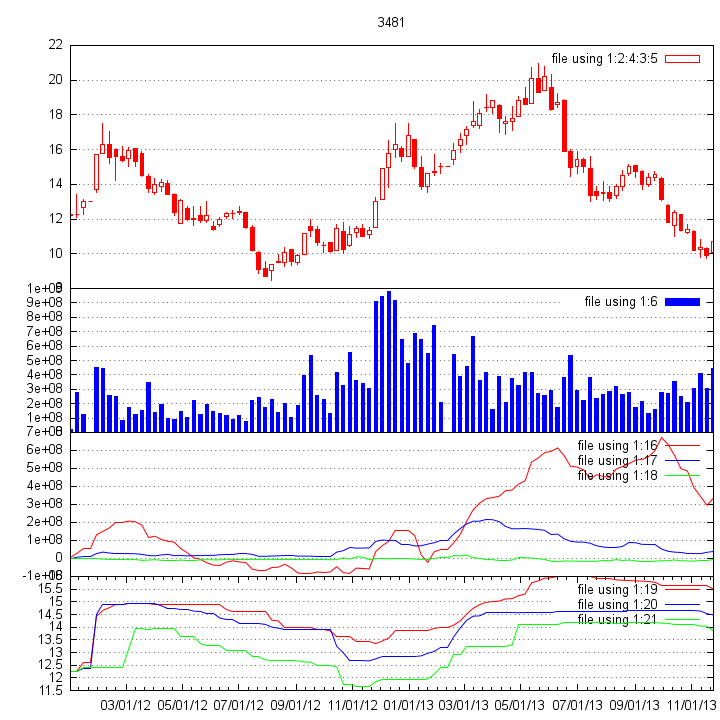 3481
22
file using 1:2:4:3:5
20
18
16
14
12
10
1e+09
file using 1:6
9e+08
8e+08
7e+08
6e+08
5e+08
4e+08
3e+08
2e+08
1e+08
7e+08
file using 1:16
6e+08
file using 1:17
5e+08
file using 1:18
4e+08
3e+08
2e+08
1e+08
0
-1e+08
15.5
file using 1:19
15
file using 1:20
14.5
file using 1:21
14
13.5
13
12.5
12
11.5
03/01/12 05/01/12 07/01/12 09/01/12 11/01/12 01/01/13 03/01/13 05/01/13 07/01/13 09/01/13 11/01/13